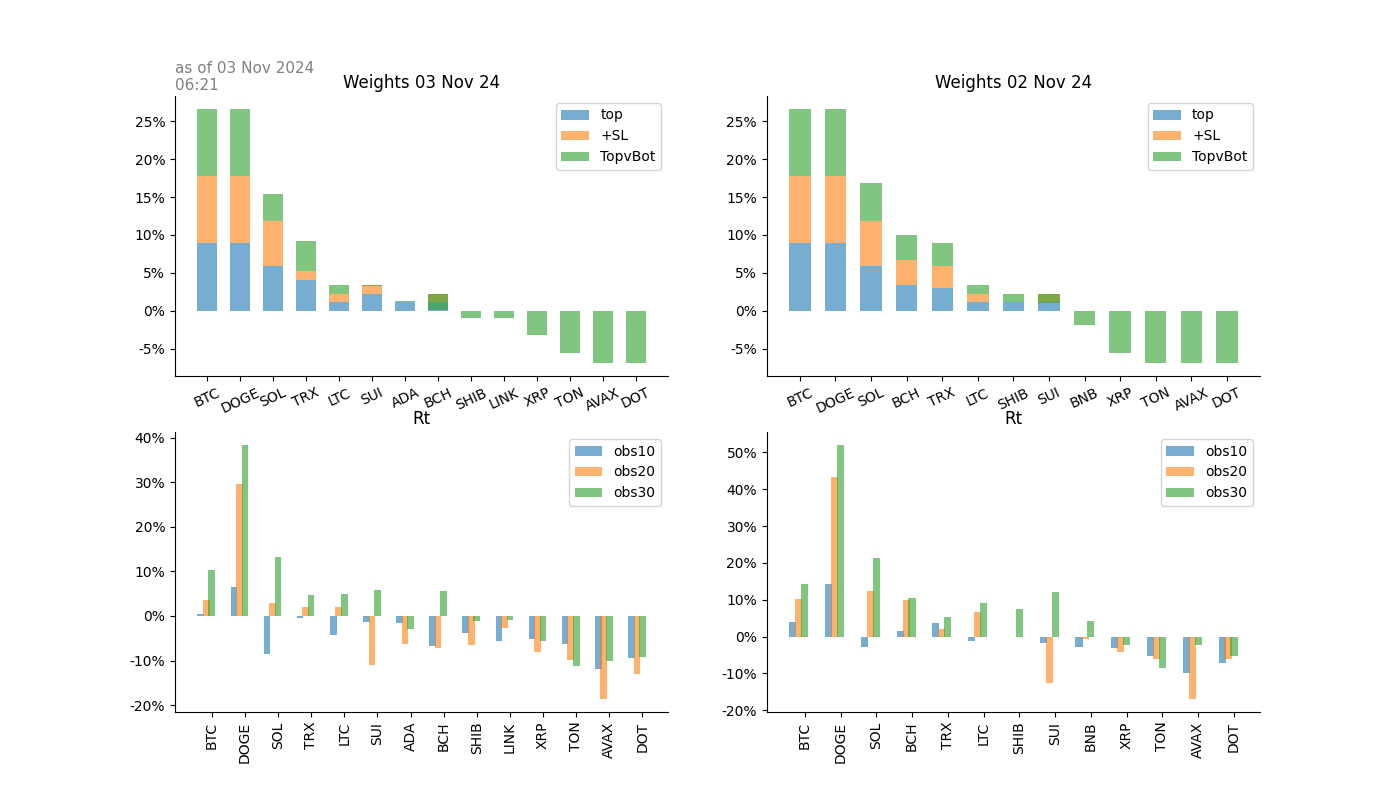 as of 03 Nov 2024
06:21
Weights 03 Nov 24
25%
20%
15%
10%
5%
0%
-5%
top
+SL
TopvBot
BTC DOGE SOL TRX LTC SUI ADA BCH SHIB LINK XRP TON AVAX DOT
Weights 02 Nov 24
25%
20%
15%
10%
5%
0%
-5%
top
+SL
TopvBot
BTC DOGE SOL BCH TRX LTC SHIB SUI BNB XRP TON AVAX DOT
Rt
40%
30%
20%
10%
0%
-10%
-20%
obs10
obs20
obs30
BTC DOGE SOL TRX LTC SUI ADA BCH SHIB LINK XRP TON AVAX DOT
Rt
50%
40%
30%
20%
10%
0%
-10%
-20%
obs10
obs20
obs30
BTC DOGE SOL BCH TRX LTC SHIB SUI BNB XRP TON AVAX DOT